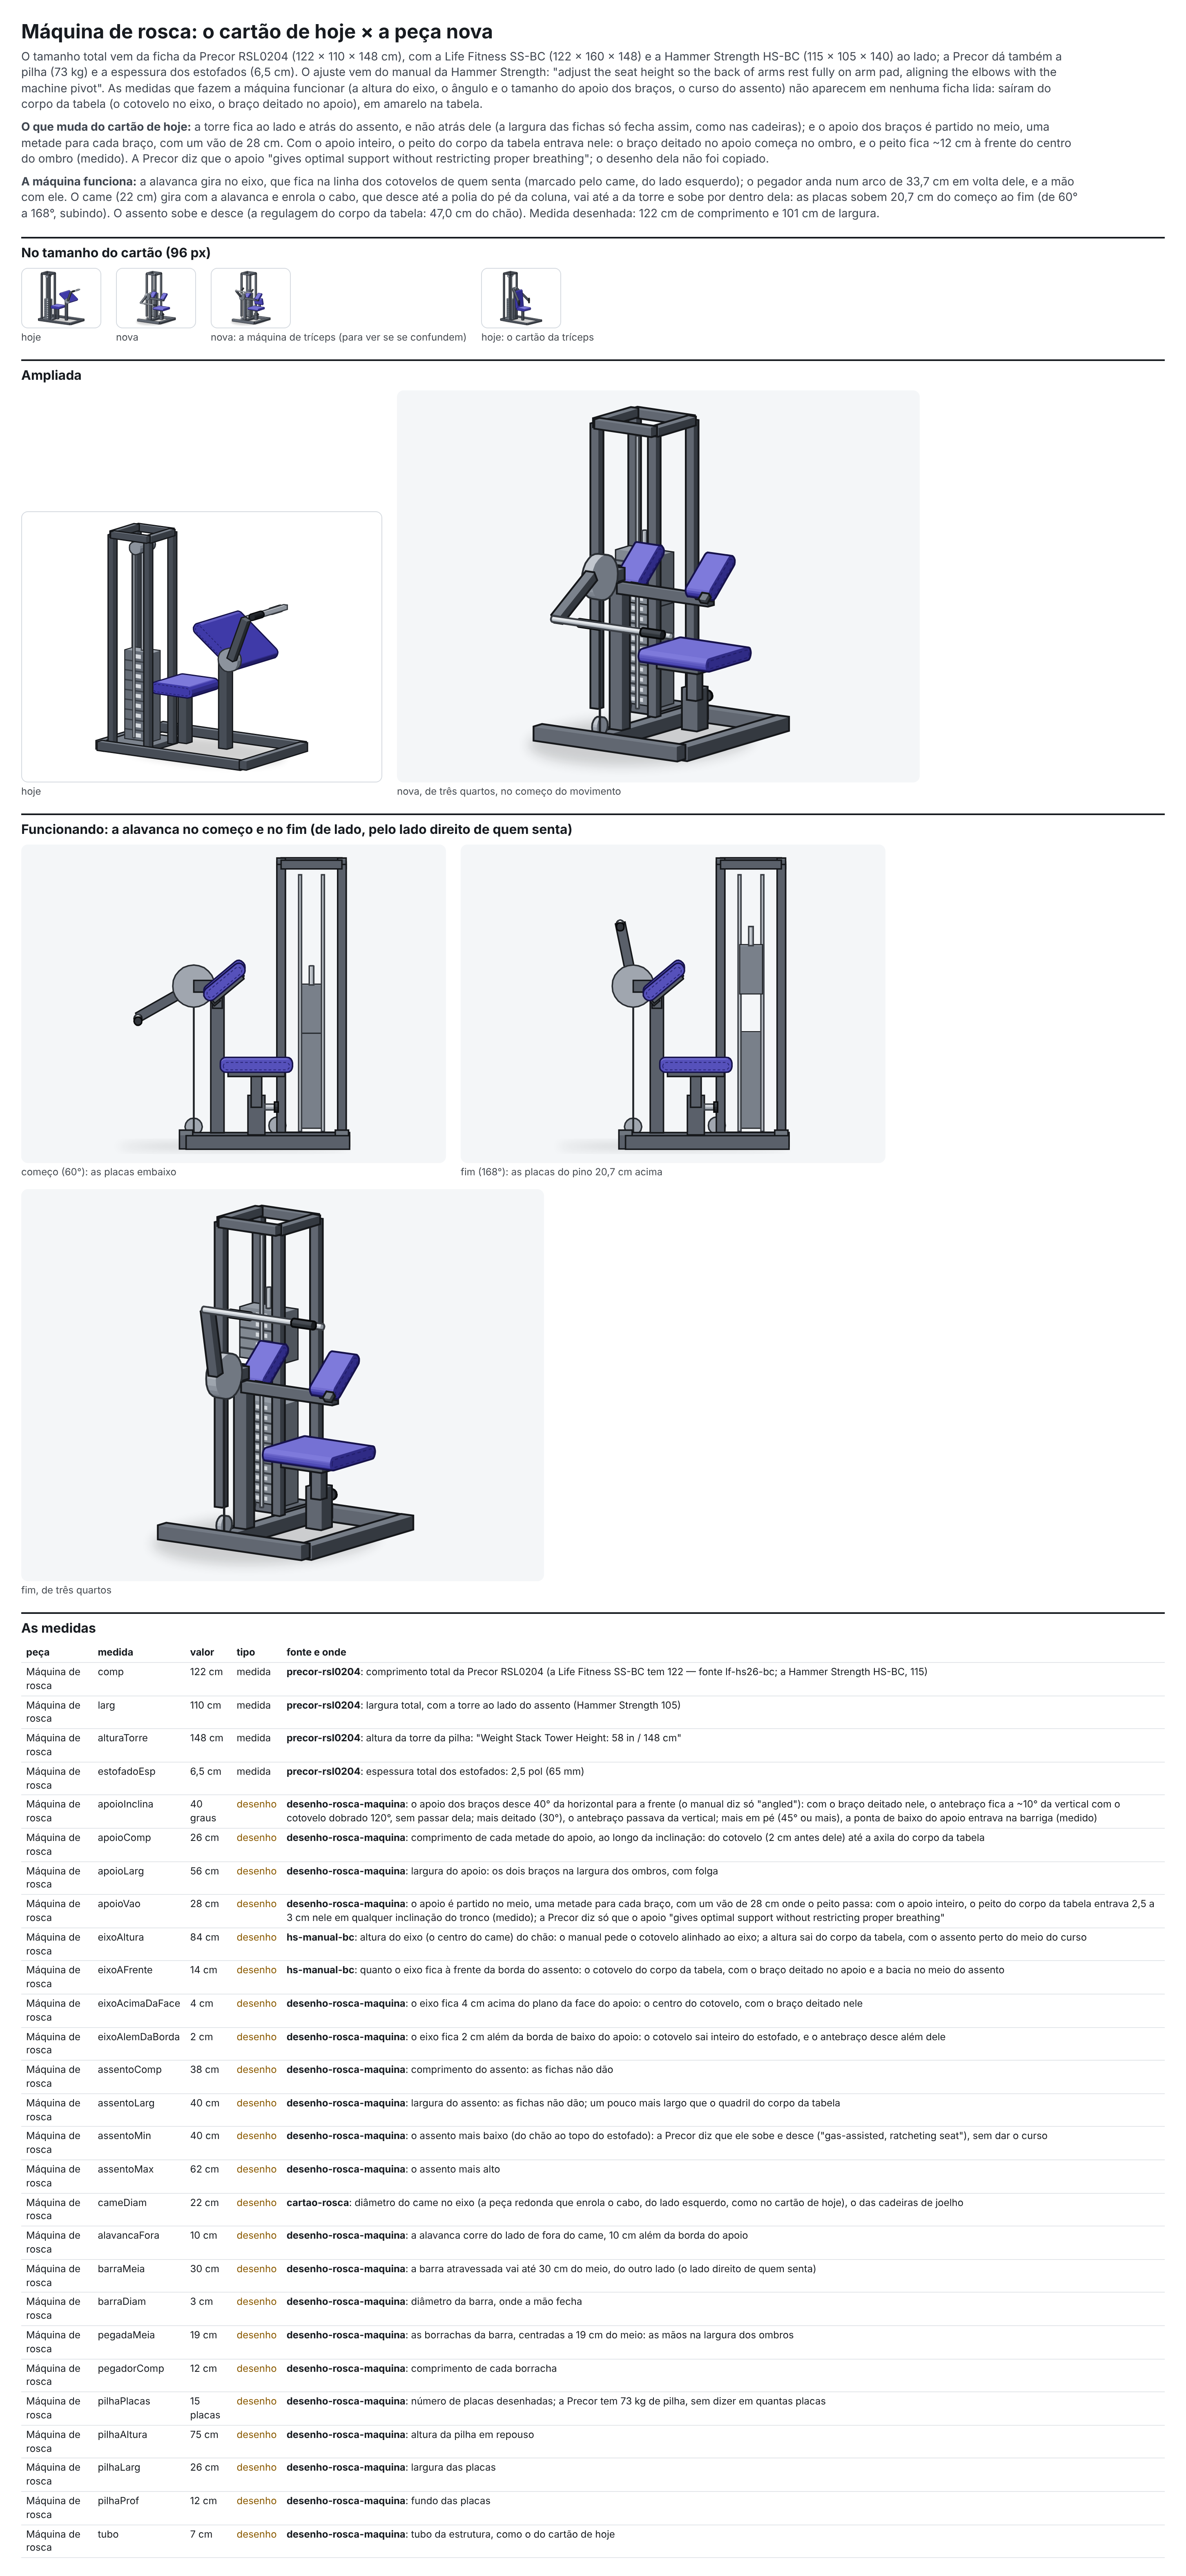 Máquina de rosca: o cartão de hoje × a peça nova
O tamanho total vem da ficha da Precor RSL0204 (122 × 110 × 148 cm), com a Life Fitness SS-BC (122 × 160 × 148) e a Hammer Strength HS-BC (115 × 105 × 140) ao lado; a Precor dá também a
pilha (73 kg) e a espessura dos estofados (6,5 cm). O ajuste vem do manual da Hammer Strength: "adjust the seat height so the back of arms rest fully on arm pad, aligning the elbows with the
machine pivot". As medidas que fazem a máquina funcionar (a altura do eixo, o ângulo e o tamanho do apoio dos braços, o curso do assento) não aparecem em nenhuma ficha lida: saíram do
corpo da tabela (o cotovelo no eixo, o braço deitado no apoio), em amarelo na tabela.
O que muda do cartão de hoje: a torre fica ao lado e atrás do assento, e não atrás dele (a largura das fichas só fecha assim, como nas cadeiras); e o apoio dos braços é partido no meio, uma
metade para cada braço, com um vão de 28 cm. Com o apoio inteiro, o peito do corpo da tabela entrava nele: o braço deitado no apoio começa no ombro, e o peito fica ~12 cm à frente do centro
do ombro (medido). A Precor diz que o apoio "gives optimal support without restricting proper breathing"; o desenho dela não foi copiado.
A máquina funciona: a alavanca gira no eixo, que fica na linha dos cotovelos de quem senta (marcado pelo came, do lado esquerdo); o pegador anda num arco de 33,7 cm em volta dele, e a mão
com ele. O came (22 cm) gira com a alavanca e enrola o cabo, que desce até a polia do pé da coluna, vai até a da torre e sobe por dentro dela: as placas sobem 20,7 cm do começo ao fim (de 60°
a 168°, subindo). O assento sobe e desce (a regulagem do corpo da tabela: 47,0 cm do chão). Medida desenhada: 122 cm de comprimento e 101 cm de largura.
No tamanho do cartão (96 px)
hoje
nova
nova: a máquina de tríceps (para ver se se confundem)
hoje: o cartão da tríceps
Ampliada
hoje
nova, de três quartos, no começo do movimento
Funcionando: a alavanca no começo e no fim (de lado, pelo lado direito de quem senta)
começo (60°): as placas embaixo
fim (168°): as placas do pino 20,7 cm acima
fim, de três quartos
As medidas
peça medida valor tipo fonte e onde
Máquina de rosca comp 122 cm medida precor-rsl0204: comprimento total da Precor RSL0204 (a Life Fitness SS-BC tem 122 — fonte lf-hs26-bc; a Hammer Strength HS-BC, 115)
Máquina de rosca larg 110 cm medida precor-rsl0204: largura total, com a torre ao lado do assento (Hammer Strength 105)
Máquina de rosca alturaTorre 148 cm medida precor-rsl0204: altura da torre da pilha: "Weight Stack Tower Height: 58 in / 148 cm"
Máquina de rosca estofadoEsp 6,5 cm medida precor-rsl0204: espessura total dos estofados: 2,5 pol (65 mm)
Máquina de rosca apoioInclina 40 graus desenho desenho-rosca-maquina: o apoio dos braços desce 40° da horizontal para a frente (o manual diz só "angled"): com o braço deitado nele, o antebraço fica a ~10° da vertical com o
cotovelo dobrado 120°, sem passar dela; mais deitado (30°), o antebraço passava da vertical; mais em pé (45° ou mais), a ponta de baixo do apoio entrava na barriga (medido)
Máquina de rosca apoioComp 26 cm desenho desenho-rosca-maquina: comprimento de cada metade do apoio, ao longo da inclinação: do cotovelo (2 cm antes dele) até a axila do corpo da tabela
Máquina de rosca apoioLarg 56 cm desenho desenho-rosca-maquina: largura do apoio: os dois braços na largura dos ombros, com folga
Máquina de rosca apoioVao 28 cm desenho desenho-rosca-maquina: o apoio é partido no meio, uma metade para cada braço, com um vão de 28 cm onde o peito passa: com o apoio inteiro, o peito do corpo da tabela entrava 2,5 a
3 cm nele em qualquer inclinação do tronco (medido); a Precor diz só que o apoio "gives optimal support without restricting proper breathing"
Máquina de rosca eixoAltura 84 cm desenho hs-manual-bc: altura do eixo (o centro do came) do chão: o manual pede o cotovelo alinhado ao eixo; a altura sai do corpo da tabela, com o assento perto do meio do curso
Máquina de rosca eixoAFrente 14 cm desenho hs-manual-bc: quanto o eixo fica à frente da borda do assento: o cotovelo do corpo da tabela, com o braço deitado no apoio e a bacia no meio do assento
Máquina de rosca eixoAcimaDaFace 4 cm desenho desenho-rosca-maquina: o eixo fica 4 cm acima do plano da face do apoio: o centro do cotovelo, com o braço deitado nele
Máquina de rosca eixoAlemDaBorda 2 cm desenho desenho-rosca-maquina: o eixo fica 2 cm além da borda de baixo do apoio: o cotovelo sai inteiro do estofado, e o antebraço desce além dele
Máquina de rosca assentoComp 38 cm desenho desenho-rosca-maquina: comprimento do assento: as fichas não dão
Máquina de rosca assentoLarg 40 cm desenho desenho-rosca-maquina: largura do assento: as fichas não dão; um pouco mais largo que o quadril do corpo da tabela
Máquina de rosca assentoMin 40 cm desenho desenho-rosca-maquina: o assento mais baixo (do chão ao topo do estofado): a Precor diz que ele sobe e desce ("gas-assisted, ratcheting seat"), sem dar o curso
Máquina de rosca assentoMax 62 cm desenho desenho-rosca-maquina: o assento mais alto
Máquina de rosca cameDiam 22 cm desenho cartao-rosca: diâmetro do came no eixo (a peça redonda que enrola o cabo, do lado esquerdo, como no cartão de hoje), o das cadeiras de joelho
Máquina de rosca alavancaFora 10 cm desenho desenho-rosca-maquina: a alavanca corre do lado de fora do came, 10 cm além da borda do apoio
Máquina de rosca barraMeia 30 cm desenho desenho-rosca-maquina: a barra atravessada vai até 30 cm do meio, do outro lado (o lado direito de quem senta)
Máquina de rosca barraDiam 3 cm desenho desenho-rosca-maquina: diâmetro da barra, onde a mão fecha
Máquina de rosca pegadaMeia 19 cm desenho desenho-rosca-maquina: as borrachas da barra, centradas a 19 cm do meio: as mãos na largura dos ombros
Máquina de rosca pegadorComp 12 cm desenho desenho-rosca-maquina: comprimento de cada borracha
Máquina de rosca pilhaPlacas 15 placas desenho desenho-rosca-maquina: número de placas desenhadas; a Precor tem 73 kg de pilha, sem dizer em quantas placas
Máquina de rosca pilhaAltura 75 cm desenho desenho-rosca-maquina: altura da pilha em repouso
Máquina de rosca pilhaLarg 26 cm desenho desenho-rosca-maquina: largura das placas
Máquina de rosca pilhaProf 12 cm desenho desenho-rosca-maquina: fundo das placas
Máquina de rosca tubo 7 cm desenho desenho-rosca-maquina: tubo da estrutura, como o do cartão de hoje